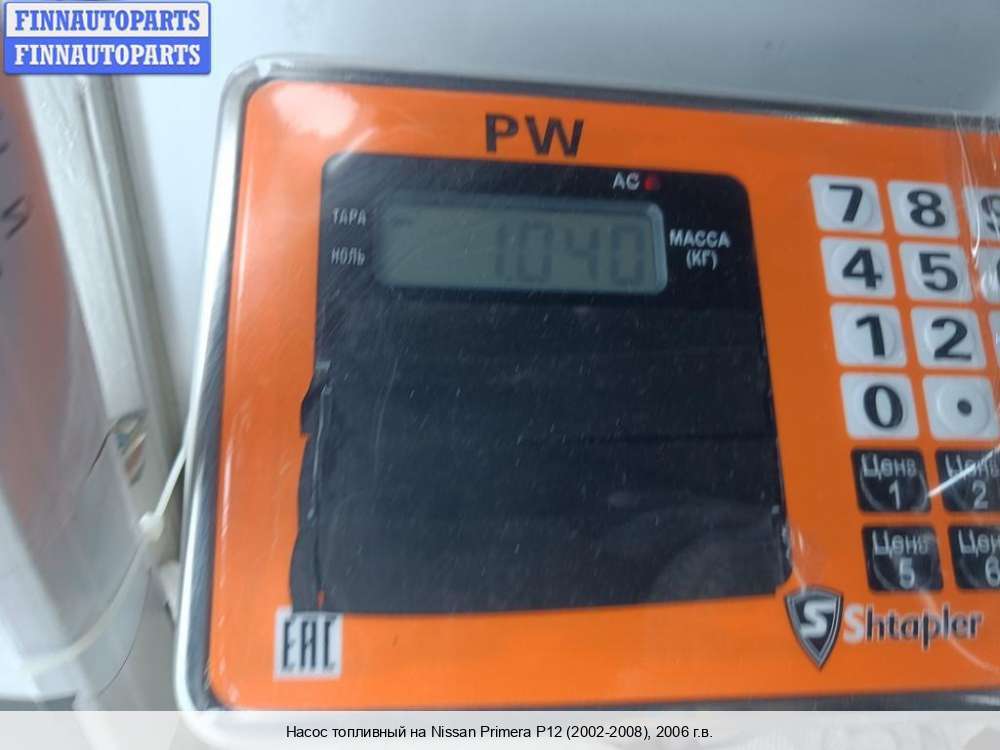 FINNAUTOPARTS
FINNAUTOPARTS
PW
AC
ТАРА
НОЛЬ
1.040
МАССА
(КГ)
7 8
4 5
1 2
0 .
Цена 1
Цена 2
Цена 5
6
EAC
S Shtapler
Насос топливный на Nissan Primera P12 (2002-2008), 2006 г.в.